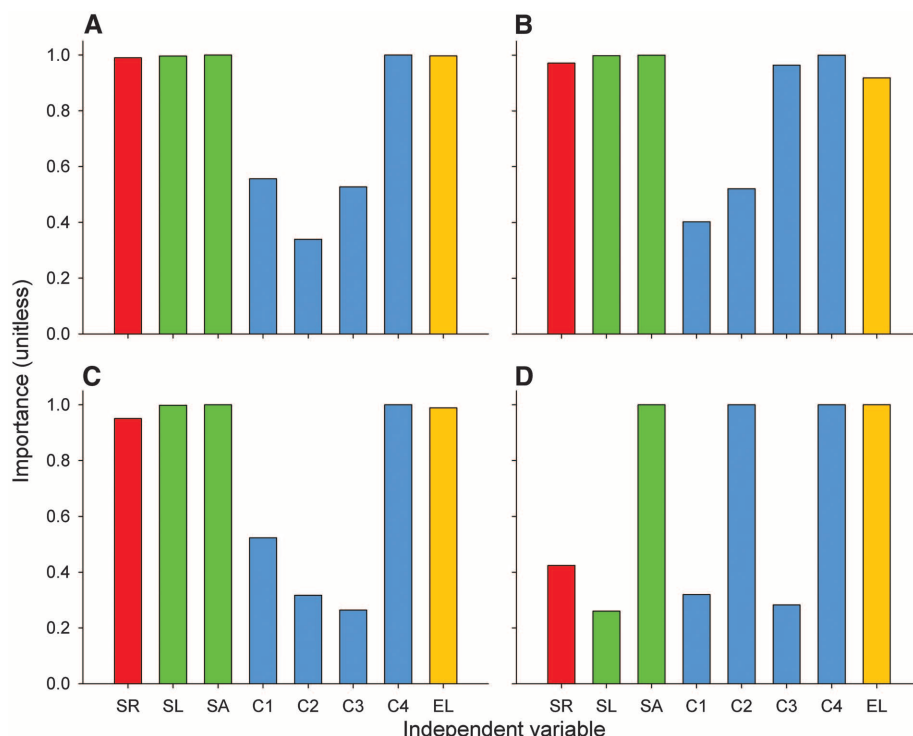 A
B
1.0
0.8
0.6
0.4
0.2
0.0
C
D
1.0
0.8
0.6
0.4
0.2
0.0
Importance (unitless)
SR SL SA C1 C2 C3 C4 EL
SR SL SA C1 C2 C3 C4 EL
Independent variable